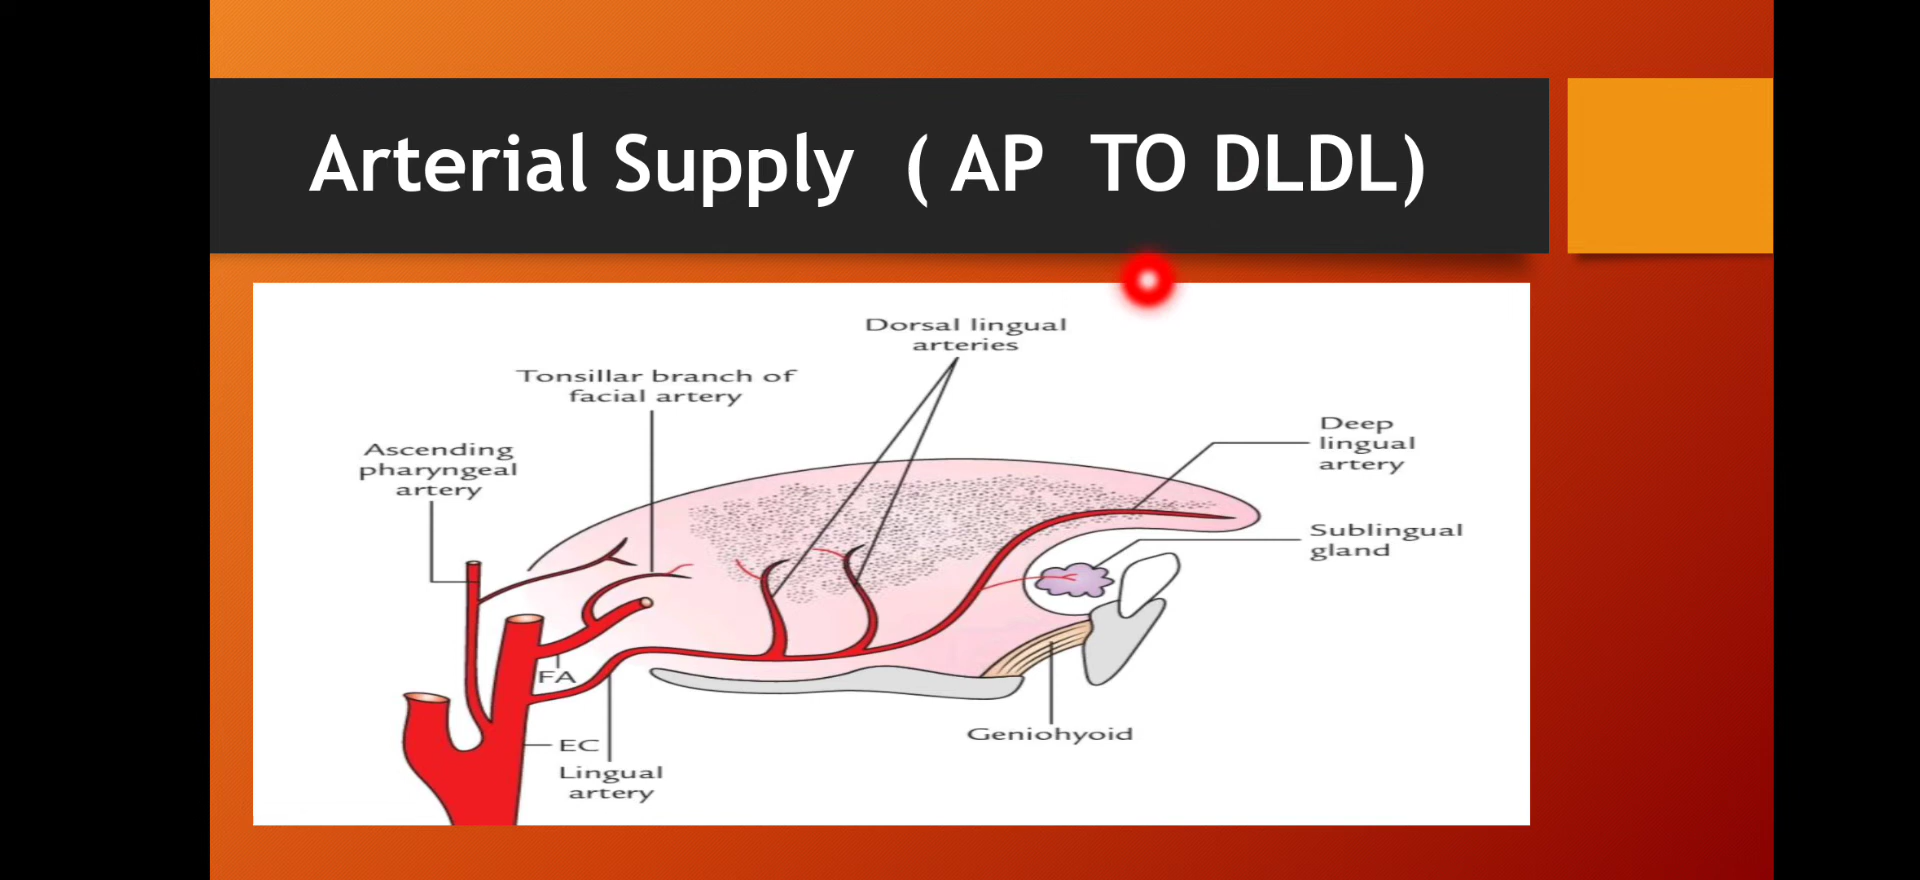 Arterial Supply ( AP TO DLDL)
Dorsal lingual
arteries
Tonsillar branch of
facial artery
Ascending
pharyngeal
artery
Deep
lingual
artery
Sublingual
gland
FA
EC
Lingual
artery
Geniohyoid